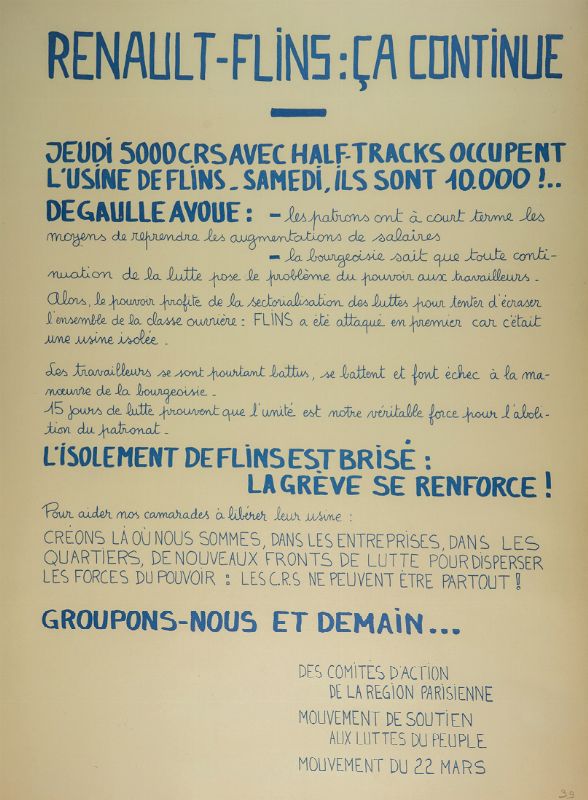 RENAULT-FLINS : ÇA CONTINUE
JEUDI 5000 CRS AVEC HALF-TRACKS OCCUPENT
L'USINE DE FLINS _ SAMEDI, ILS SONT 10.000 !..
DE GAULLE AVOUE : – les patrons ont à court terme les
moyens de reprendre les augmentations de salaires
– la bourgeoisie sait que toute conti-
nuation de la lutte pose le problème du pouvoir aux travailleurs -
Alors, le pouvoir profite de la sectorialisation des luttes pour tenter d'écraser
l'ensemble de la classe ouvrière : FLINS a été attaqué en premier car c'était
une usine isolée -
Les travailleurs se sont pourtant battus, se battent et font échec à la ma-
nœuvre de la bourgeoisie -
15 jours de lutte prouvent que l'unité est notre véritable force pour l'aboli-
tion du patronat -
L'ISOLEMENT DE FLINS EST BRISÉ :
LA GRÈVE SE RENFORCE !
Pour aider nos camarades à libérer leur usine :
CRÉONS LÀ OÙ NOUS SOMMES, DANS LES ENTREPRISES, DANS LES
QUARTIERS, DE NOUVEAUX FRONTS DE LUTTE POUR DISPERSER
LES FORCES DU POUVOIR : LES C.R.S NE PEUVENT ÊTRE PARTOUT !
GROUPONS-NOUS ET DEMAIN...
DES COMITÉS D'ACTION
DE LA REGION PARISIENNE
MOUVEMENT DE SOUTIEN
AUX LUTTES DU PEUPLE
MOUVEMENT DU 22 MARS
39